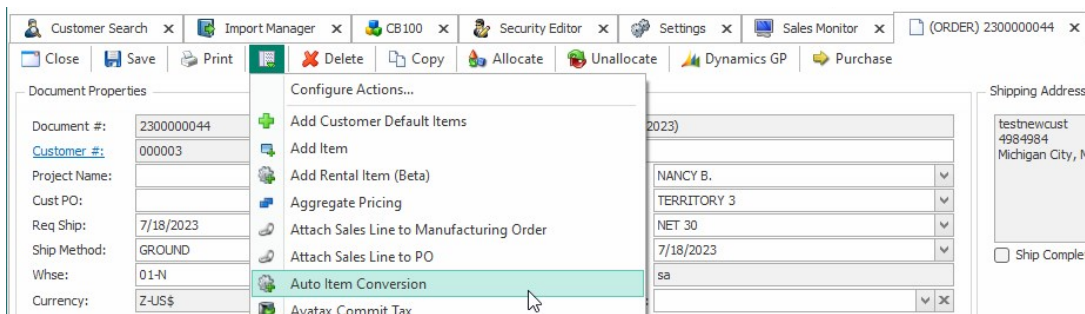 Customer Search x Import Manager x CB100 x Security Editor x Settings x Sales Monitor x (ORDER) 2300000044 x
Close Save Print Delete Copy Allocate Unallocate Dynamics GP Purchase
Document Properties Configure Actions... Shipping Address
Document #: 2300000044 Add Customer Default Items 2023) testnewcust
4984984
Customer #: 000003 Add Item Michigan City,
Project Name: Add Rental Item (Beta) NANCY B.
Cust PO: Aggregate Pricing TERRITORY 3
Req Ship: 7/18/2023 Attach Sales Line to Manufacturing Order NET 30
Ship Method: GROUND Attach Sales Line to PO 7/18/2023 Ship Comple
Whse: 01-N Auto Item Conversion sa
Currency: Z-US$ Avatax Commit Tax